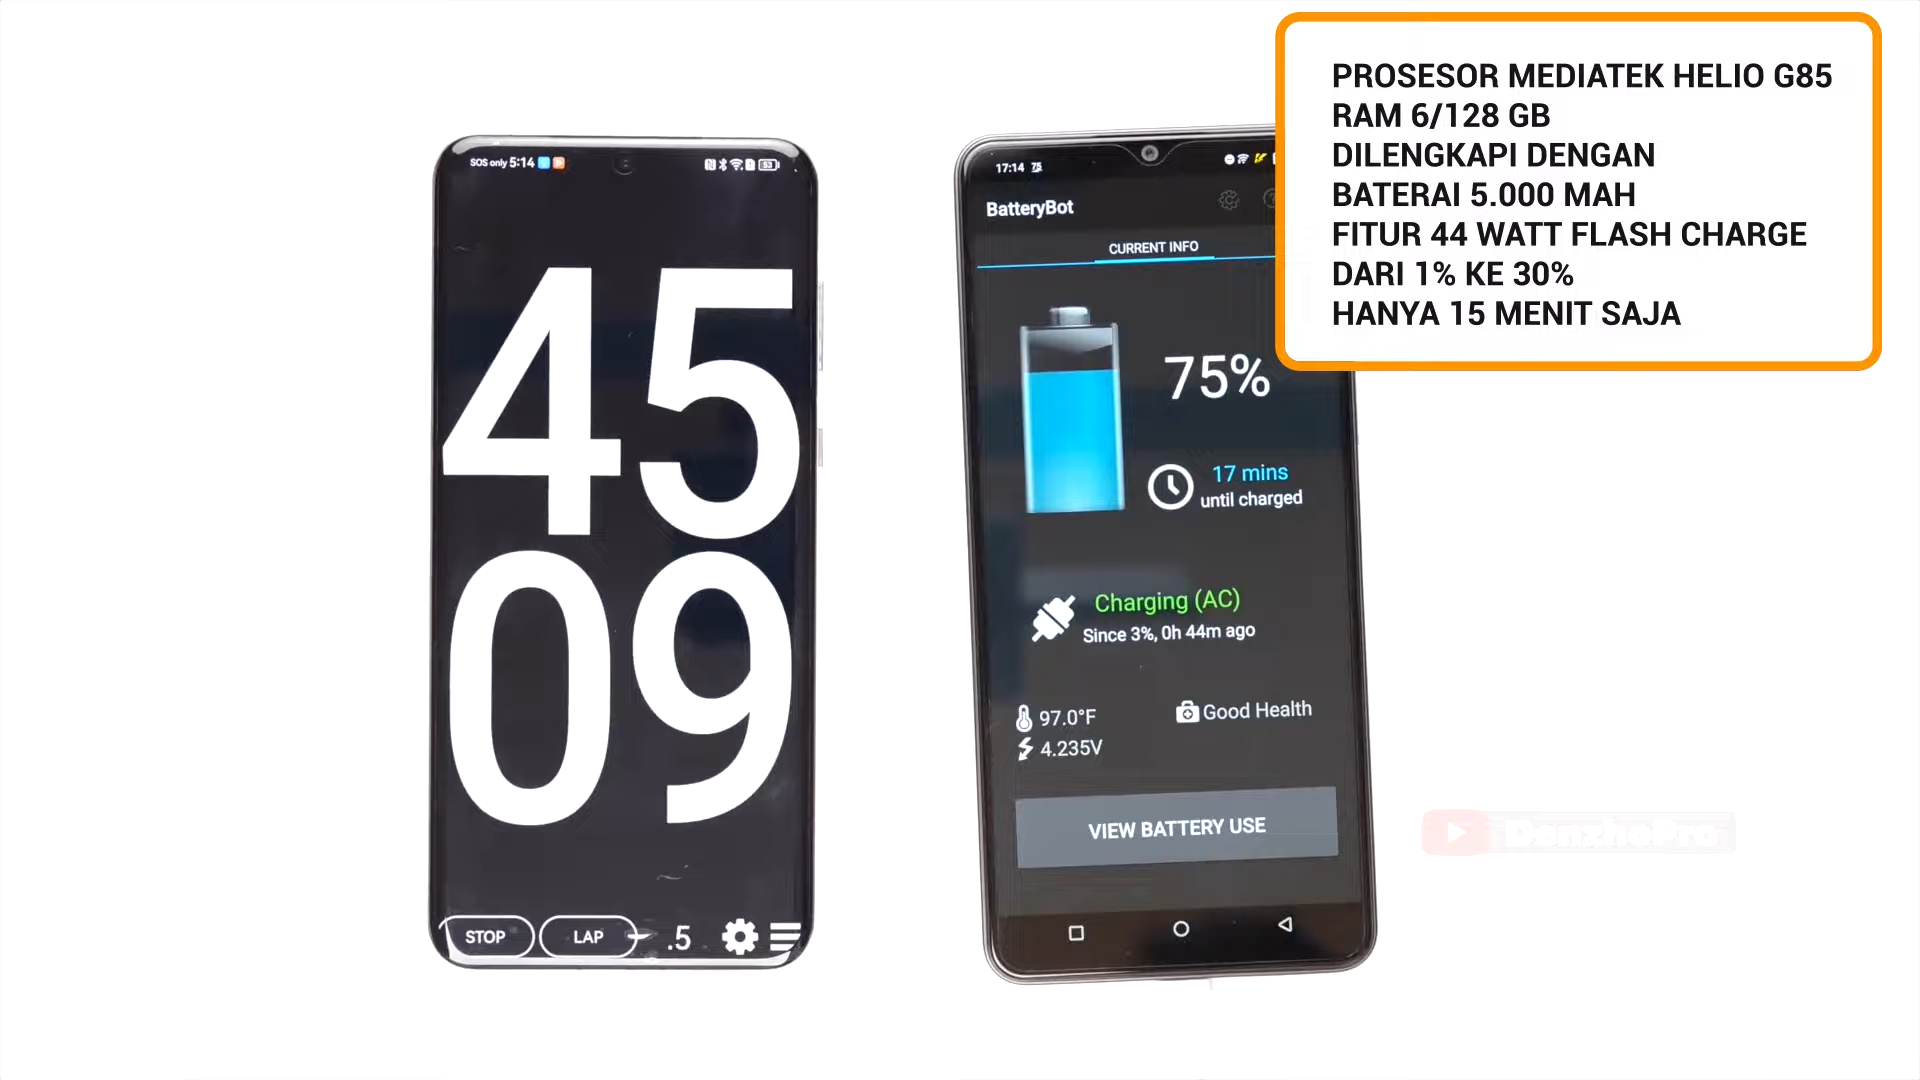 SOS only 5:14
53
45
09
STOP
LAP
.5
17:14 75
BatteryBot
CURRENT INFO
75%
17 mins
until charged
Charging (AC)
Since 3%, 0h 44m ago
97.0°F
Good Health
4.235V
VIEW BATTERY USE
PROSESOR MEDIATEK HELIO G85
RAM 6/128 GB
DILENGKAPI DENGAN
BATERAI 5.000 MAH
FITUR 44 WATT FLASH CHARGE
DARI 1% KE 30%
HANYA 15 MENIT SAJA
DenzhoPro